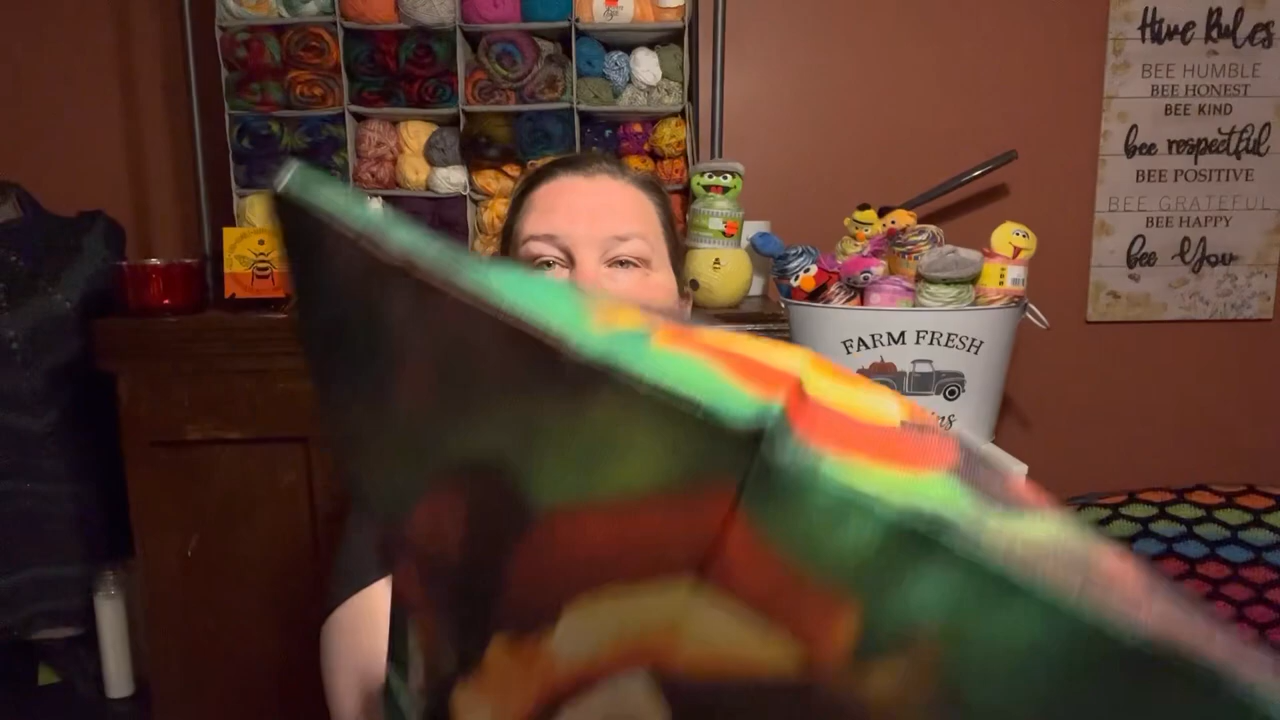 Hive Rules
BEE HUMBLE
BEE HONEST
BEE KIND
bee respectful
BEE POSITIVE
BEE GRATEFUL
BEE HAPPY
bee You
FARM FRESH